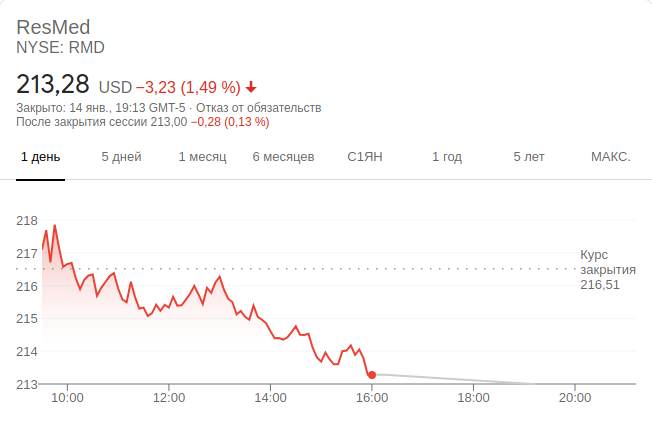 ResMed
NYSE: RMD
213,28 USD −3,23 (1,49 %)
Закрыто: 14 янв., 19:13 GMT-5 · Отказ от обязательств
После закрытия сессии 213,00 −0,28 (0,13 %)
1 день 5 дней 1 месяц 6 месяцев С1ЯН 1 год 5 лет МАКС.
218
217
216
215
214
213
Курс
закрытия
216,51
10:00 12:00 14:00 16:00 18:00 20:00